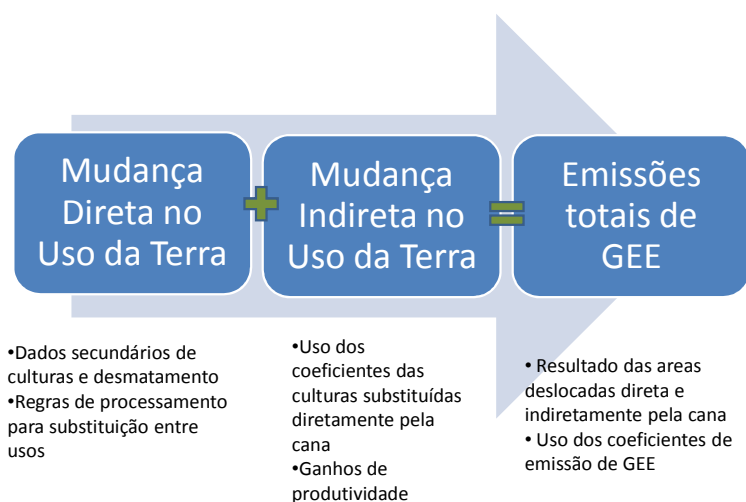 Mudança
Direta no
Uso da Terra
+
Mudança
Indireta no
Uso da Terra
=
Emissões
totais de
GEE
•Dados secundários de
culturas e desmatamento
•Regras de processamento
para substituição entre
usos
•Uso dos
coeficientes das
culturas substituídas
diretamente pela
cana
•Ganhos de
produtividade
• Resultado das areas
deslocadas direta e
indiretamente pela cana
• Uso dos coeficientes de
emissão de GEE